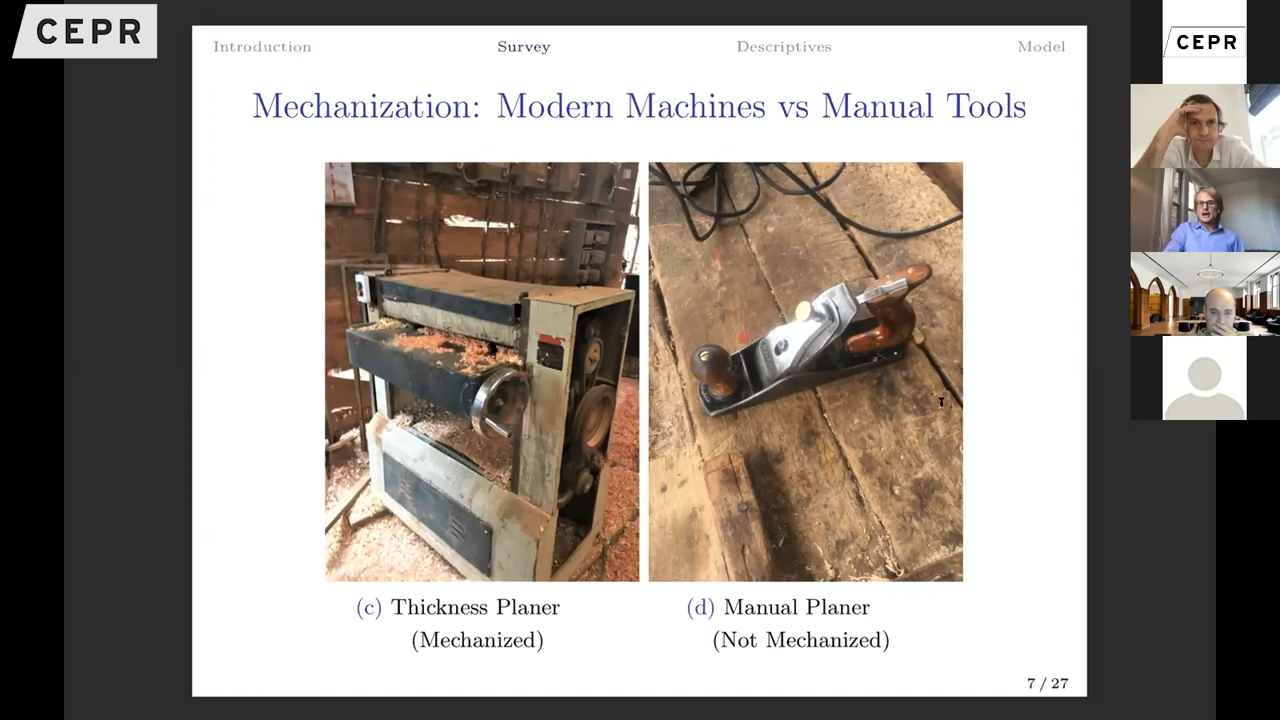 CEPR
Introduction Survey Descriptives Model
Mechanization: Modern Machines vs Manual Tools
(c) Thickness Planer
(Mechanized)
(d) Manual Planer
(Not Mechanized)
7 / 27
CEPR